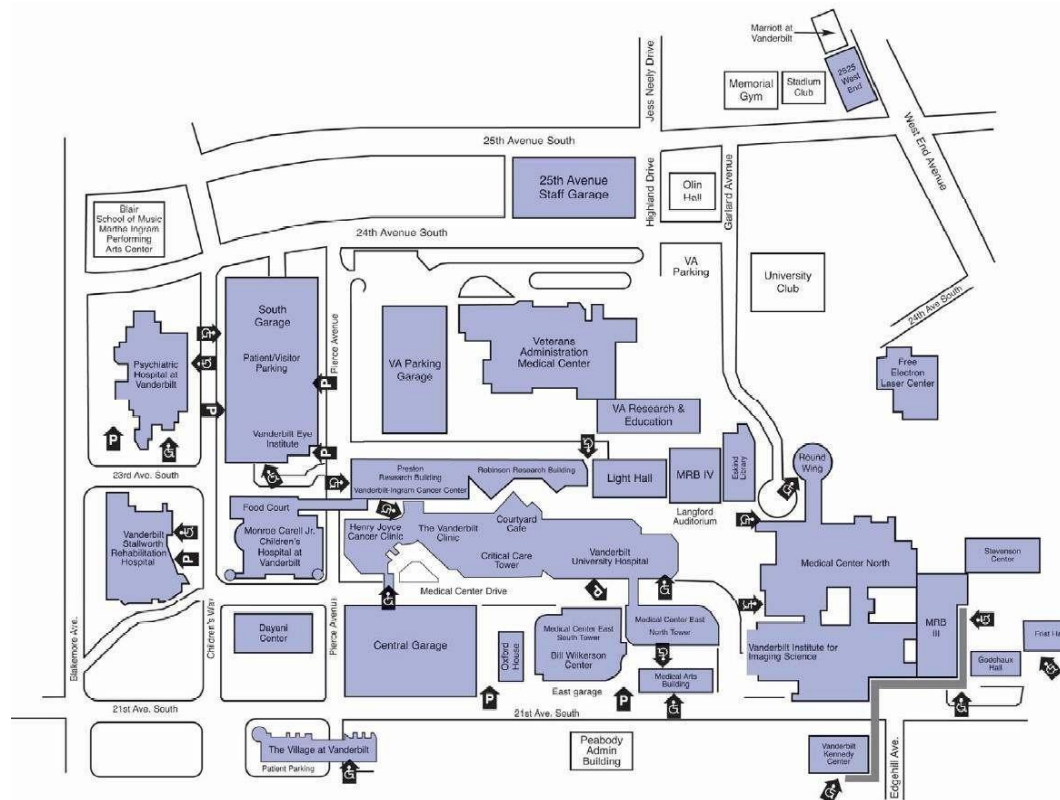 Marriott at
Vanderbilt
2525
West
End
Memorial
Gym
Stadium
Club
Jess Neely Drive
West End Avenue
25th Avenue South
25th Avenue
Staff Garage
Highland Drive
Olin
Hall
Garland Avenue
Blair
School of Music
Martha Ingram
Performing
Arts Center
24th Avenue South
VA
Parking
University
Club
24th Ave South
South
Garage
Patient/Visitor
Parking
Vanderbilt Eye
Institute
Pierce Avenue
VA Parking
Garage
Veterans
Administration
Medical Center
VA Research &
Education
Psychiatric
Hospital at
Vanderbilt
P
P
P
P
23rd Ave. South
Free
Electron
Laser Center
Preston
Research
Building
Vanderbilt-Ingram Cancer Center
Robinson Research Building
Light Hall
MRB IV
Eskind
Library
Round
Wing
Langford
Auditorium
Food Court
Monroe Carell Jr.
Children's
Hospital at
Vanderbilt
Henry Joyce
Cancer Clinic
The Vanderbilt
Clinic
Courtyard
Cafe
Critical Care
Tower
Vanderbilt
University Hospital
P
Medical Center North
Stevenson
Center
Vanderbilt
Stallworth
Rehabilitation
Hospital
P
Medical Center Drive
Blakemore Ave.
Children's Way
Dayani
Center
Pierce Avenue
Central Garage
Oxford
House
Medical Center East
South Tower
Bill Wilkerson
Center
Medical Center East
North Tower
Medical Arts
Building
Vanderbilt Institute for
Imaging Science
MRB
III
Godchaux
Hall
East garage
P
P
21st Ave. South
21st Ave. South
The Village at Vanderbilt
Patient Parking
Peabody
Admin
Building
Vanderbilt
Kennedy
Center
Edgehill Ave.